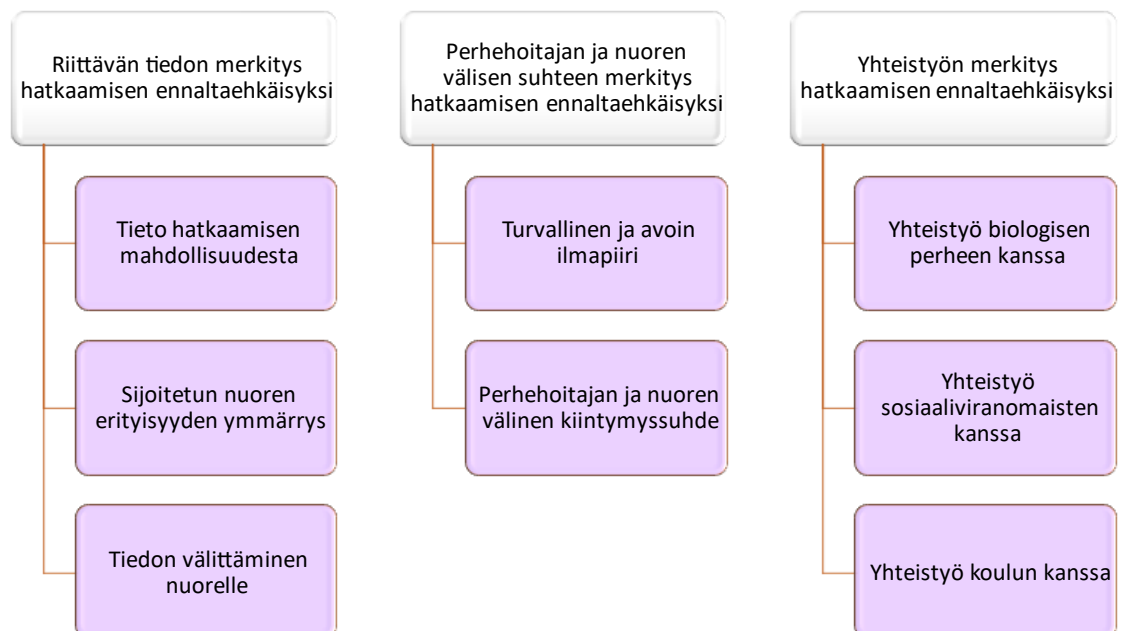 Riittävän tiedon merkitys
hatkaamisen ennaltaehkäisyksi
Tieto hatkaamisen
mahdollisuudesta
Sijoitetun nuoren
erityisyyden ymmärrys
Tiedon välittäminen
nuorelle
Perhehoitajan ja nuoren
välisen suhteen merkitys
hatkaamisen ennaltaehkäisyksi
Turvallinen ja avoin
ilmapiiri
Perhehoitajan ja nuoren
välinen kiintymyssuhde
Yhteistyön merkitys
hatkaamisen ennaltaehkäisyksi
Yhteistyö biologisen
perheen kanssa
Yhteistyö
sosiaaliviranomaisten
kanssa
Yhteistyö koulun kanssa